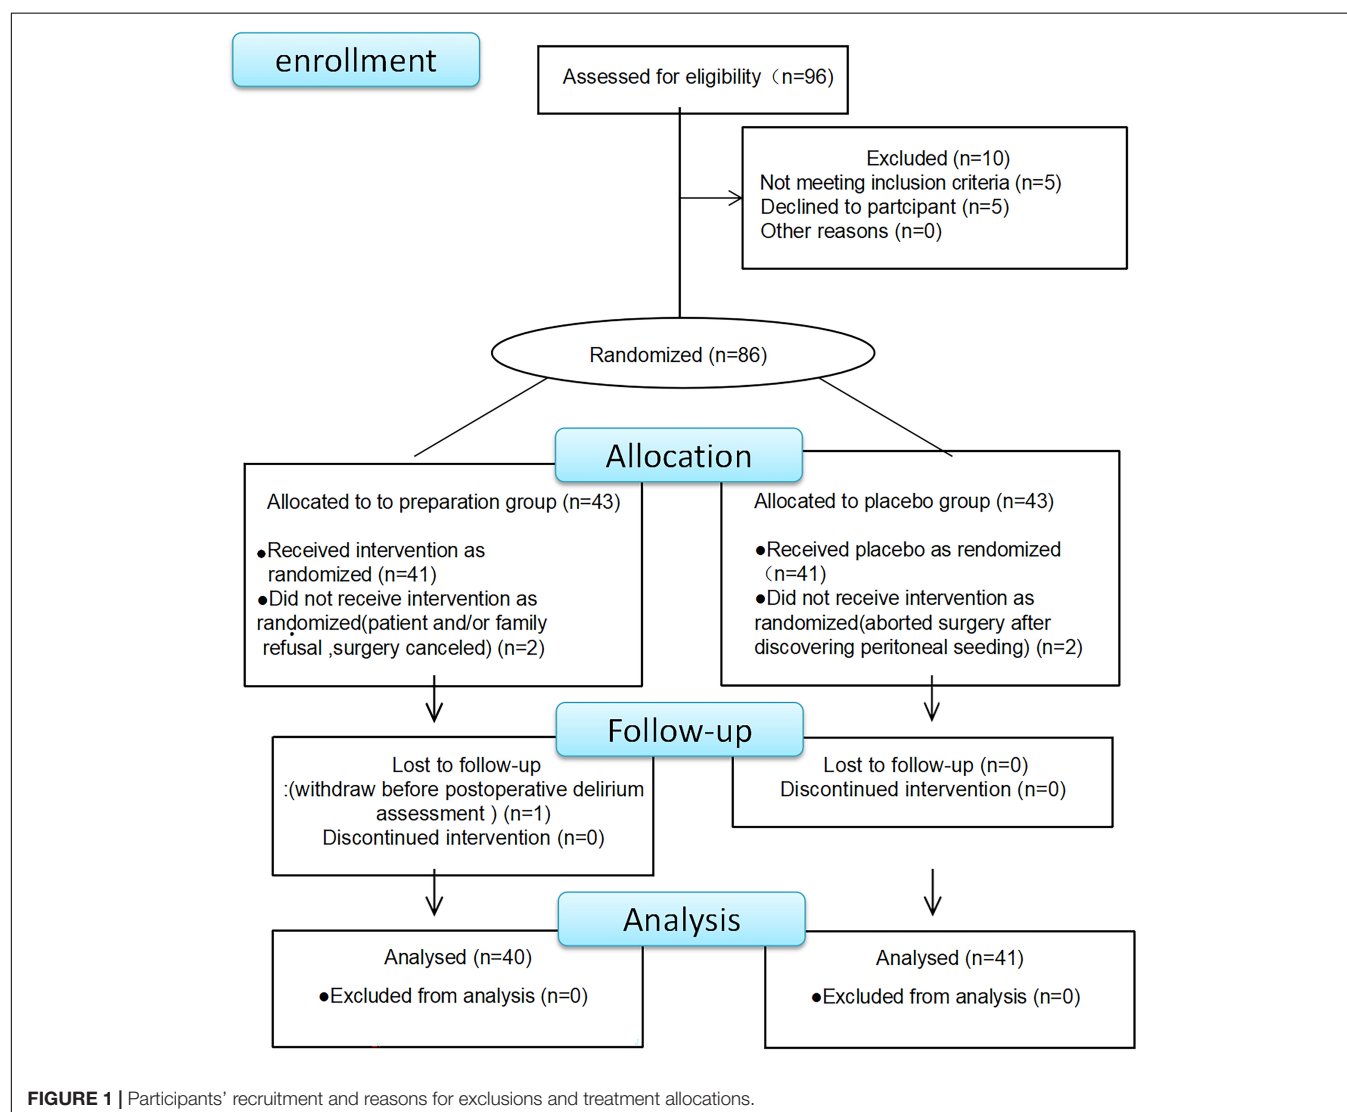 enrollment
Assessed for eligibility（n=96)
Excluded (n=10)
Not meeting inclusion criteria (n=5)
Declined to partcipant (n=5)
Other reasons (n=0)
Randomized (n=86)
Allocation
Allocated to to preparation group (n=43)
●Received intervention as
randomized (n=41)
●Did not receive intervention as
randomized(patient and/or family
refusal ,surgery canceled) (n=2)
Allocated to placebo group (n=43)
●Received placebo as rendomized
（n=41)
●Did not receive intervention as
randomized(aborted surgery after
discovering peritoneal seeding) (n=2)
Follow-up
Lost to follow-up
:(withdraw before postoperative delirium
assessment ) (n=1)
Discontinued intervention (n=0)
Lost to follow-up (n=0)
Discontinued intervention (n=0)
Analysis
Analysed (n=40)
●Excluded from analysis (n=0)
Analysed (n=41)
●Excluded from analysis (n=0)
FIGURE 1 | Participants’ recruitment and reasons for exclusions and treatment allocations.